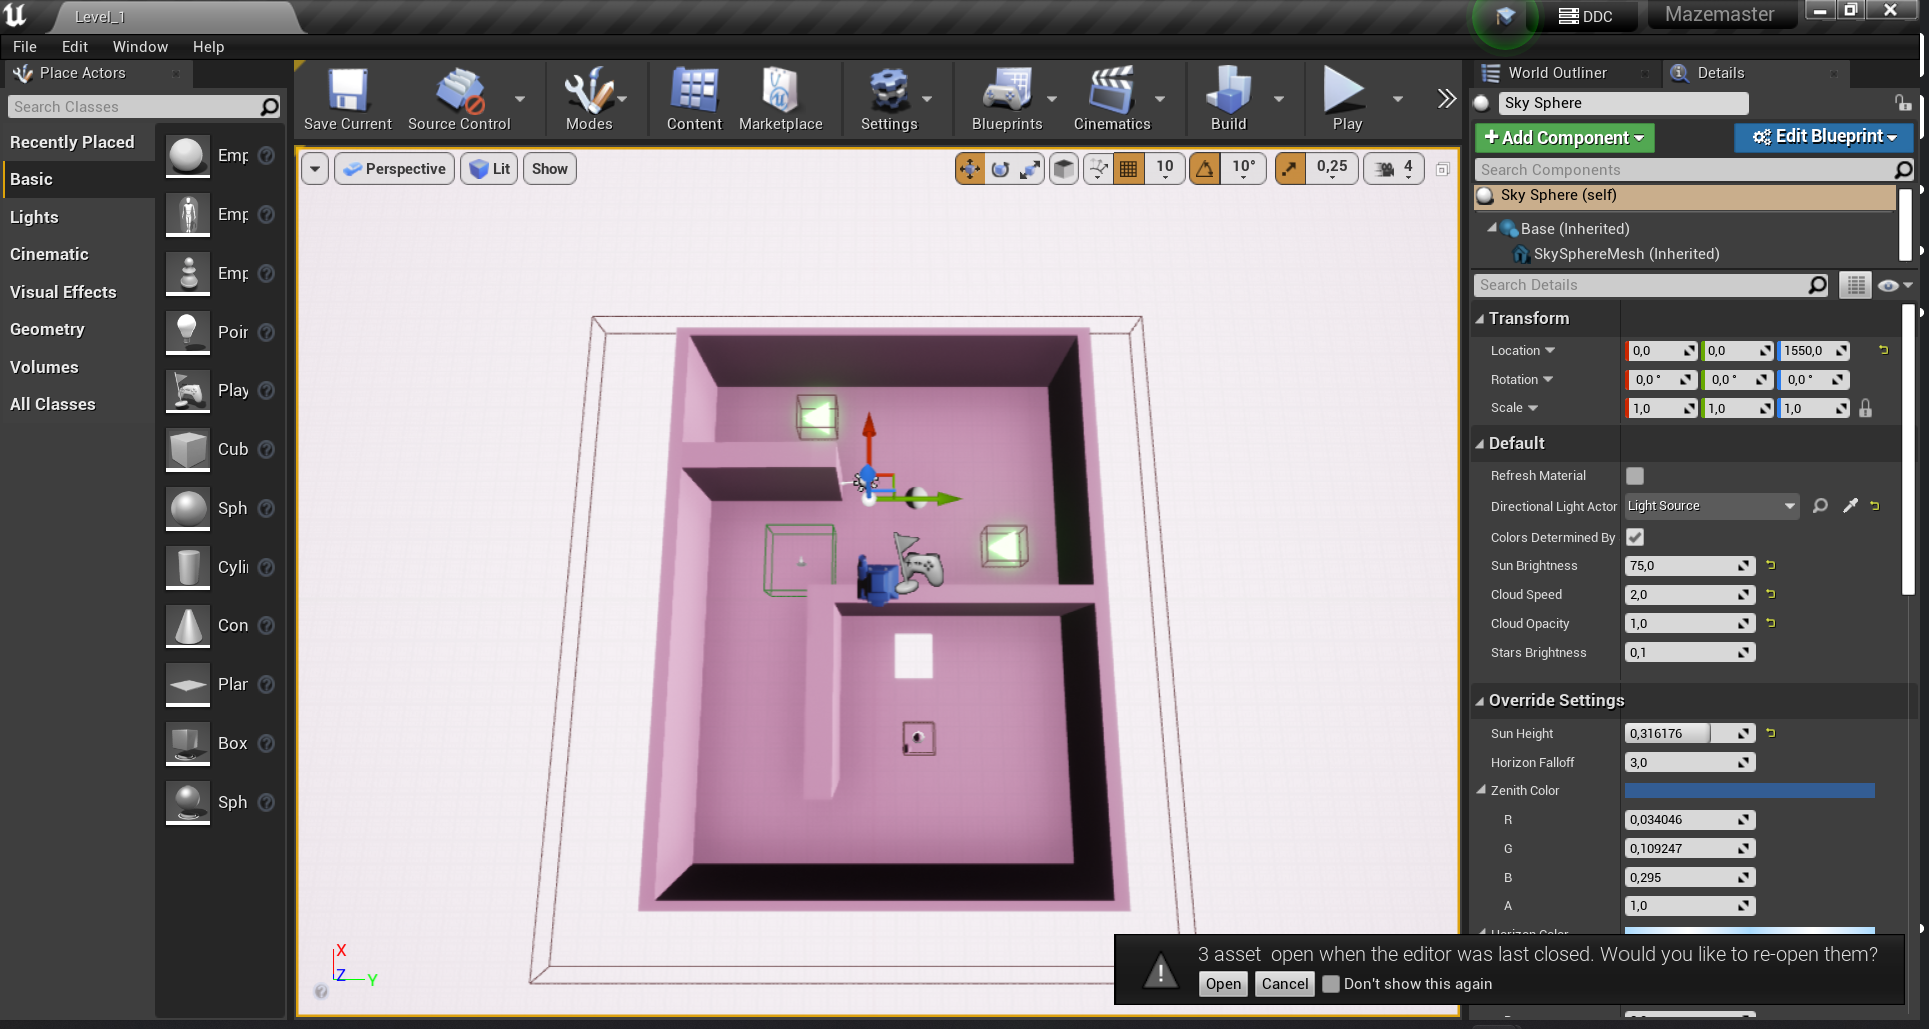 Level_1
DDC
Mazemaster
File Edit Window Help
Place Actors
Search Classes
Recently Placed
Basic
Lights
Cinematic
Visual Effects
Geometry
Volumes
All Classes
Emp
Emp
Emp
Poin
Play
Cub
Sph
Cylin
Con
Plan
Box
Sph
Save Current
Source Control
Modes
Content
Marketplace
Settings
Blueprints
Cinematics
Build
Play
Perspective
Lit
Show
10
10°
0,25
4
X
Z
Y
World Outliner
Details
Sky Sphere
Add Component
Edit Blueprint
Search Components
Sky Sphere (self)
Base (Inherited)
SkySphereMesh (Inherited)
Search Details
Transform
Location 0,0 0,0 1550,0
Rotation 0,0 ° 0,0 ° 0,0 °
Scale 1,0 1,0 1,0
Default
Refresh Material
Directional Light Actor Light Source
Colors Determined By
Sun Brightness 75,0
Cloud Speed 2,0
Cloud Opacity 1,0
Stars Brightness 0,1
Override Settings
Sun Height 0,316176
Horizon Falloff 3,0
Zenith Color
R 0,034046
G 0,109247
B 0,295
A 1,0
Horizon Color
3 asset open when the editor was last closed. Would you like to re-open them?
Open Cancel Don't show this again